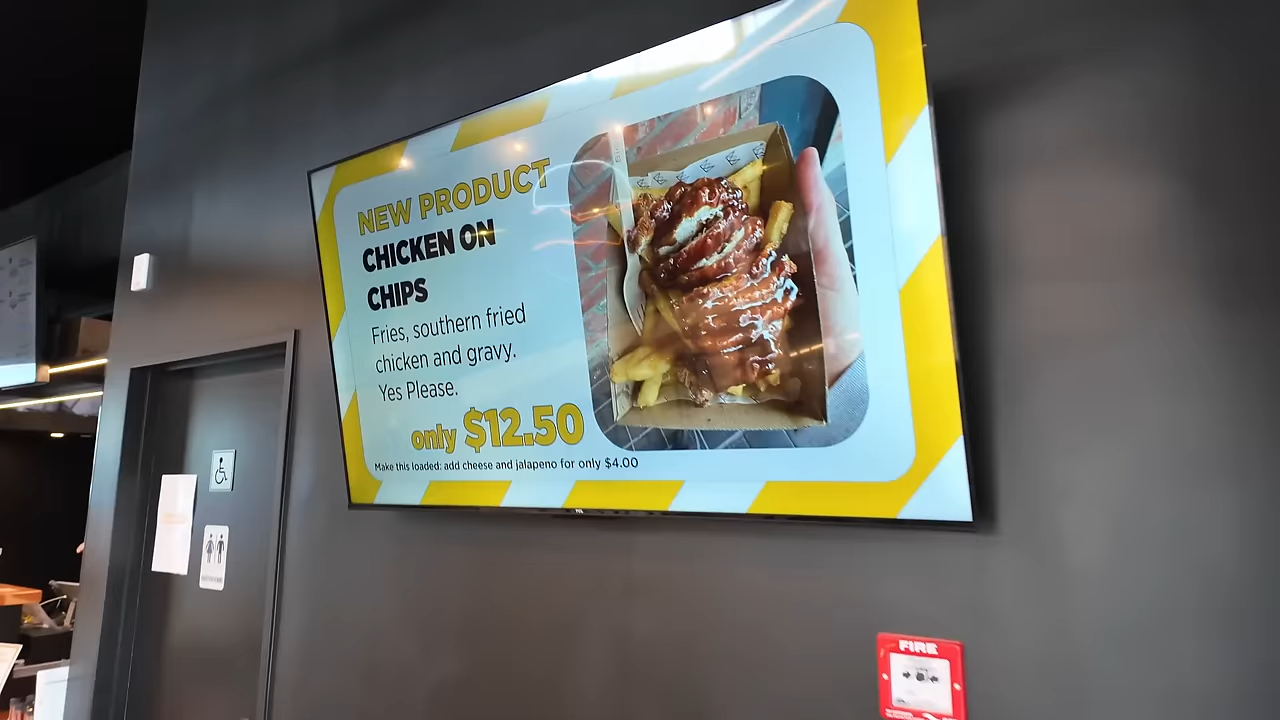 NEW PRODUCT
CHICKEN ON
CHIPS
Fries, southern fried
chicken and gravy.
Yes Please.
only $12.50
Make this loaded: add cheese and jalapeno for only $4.00
FIRE